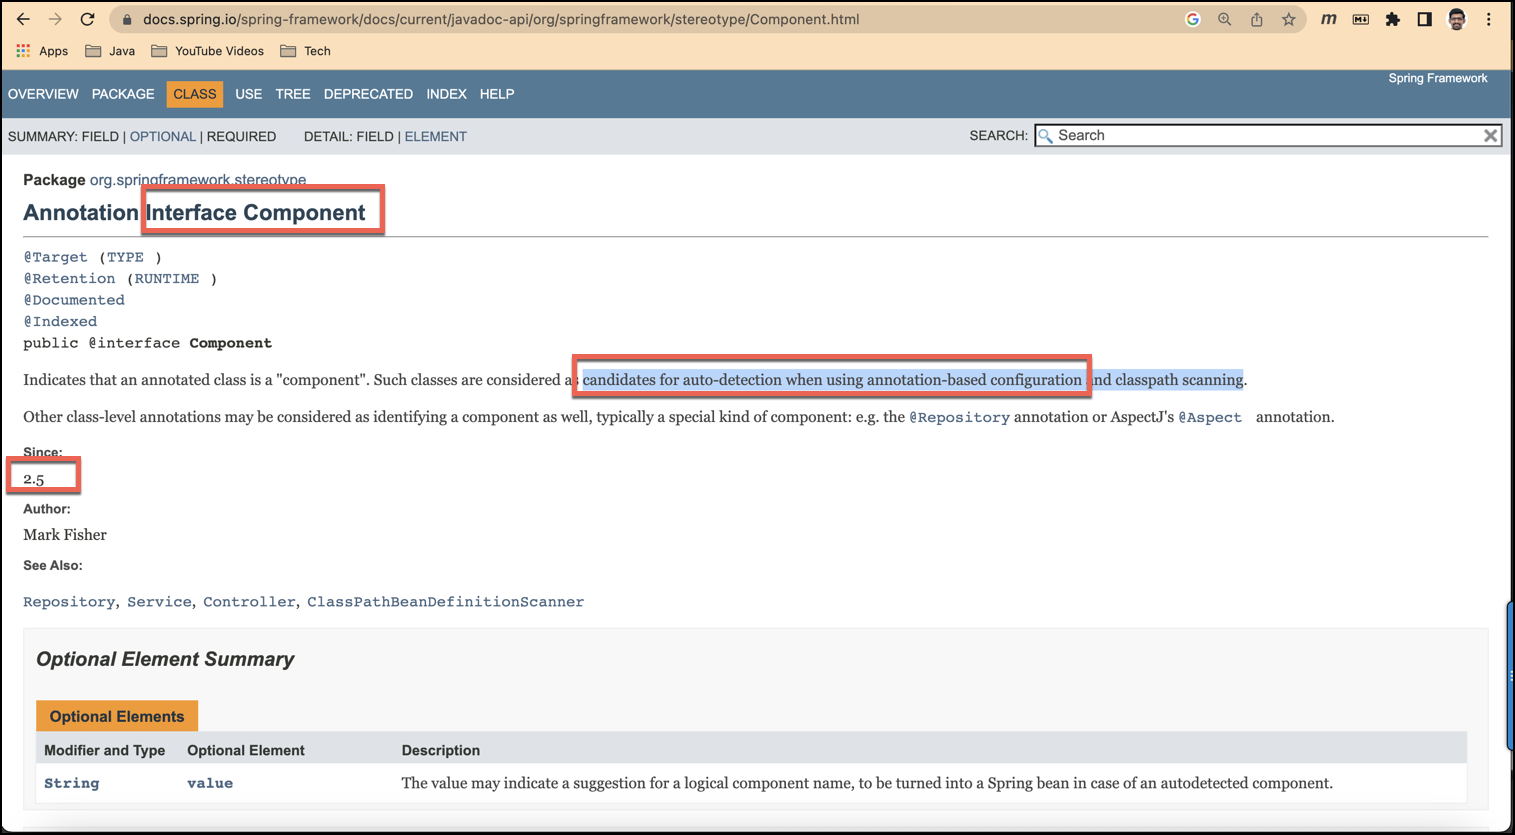 docs.spring.io/spring-framework/docs/current/javadoc-api/org/springframework/stereotype/Component.html
Apps Java YouTube Videos Tech
Spring Framework
OVERVIEW PACKAGE CLASS USE TREE DEPRECATED INDEX HELP
SUMMARY: FIELD | OPTIONAL | REQUIRED DETAIL: FIELD | ELEMENT SEARCH: Search
Package org.springframework.stereotype
Annotation Interface Component
@Target (TYPE )
@Retention (RUNTIME )
@Documented
@Indexed
public @interface Component
Indicates that an annotated class is a "component". Such classes are considered as candidates for auto-detection when using annotation-based configuration and classpath scanning.
Other class-level annotations may be considered as identifying a component as well, typically a special kind of component: e.g. the @Repository annotation or AspectJ's @Aspect annotation.
Since:
2.5
Author:
Mark Fisher
See Also:
Repository, Service, Controller, ClassPathBeanDefinitionScanner
Optional Element Summary
Optional Elements
Modifier and Type Optional Element Description
String value The value may indicate a suggestion for a logical component name, to be turned into a Spring bean in case of an autodetected component.